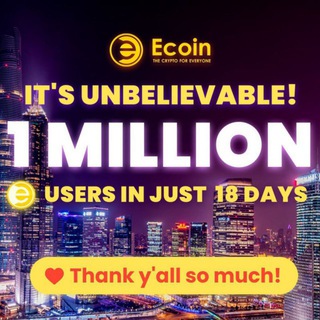 Ecoin
THE CRYPTO FOR EVERYONE
IT'S UNBELIEVABLE!
1 MILLION
USERS IN JUST 18 DAYS
Thank y'all so much!